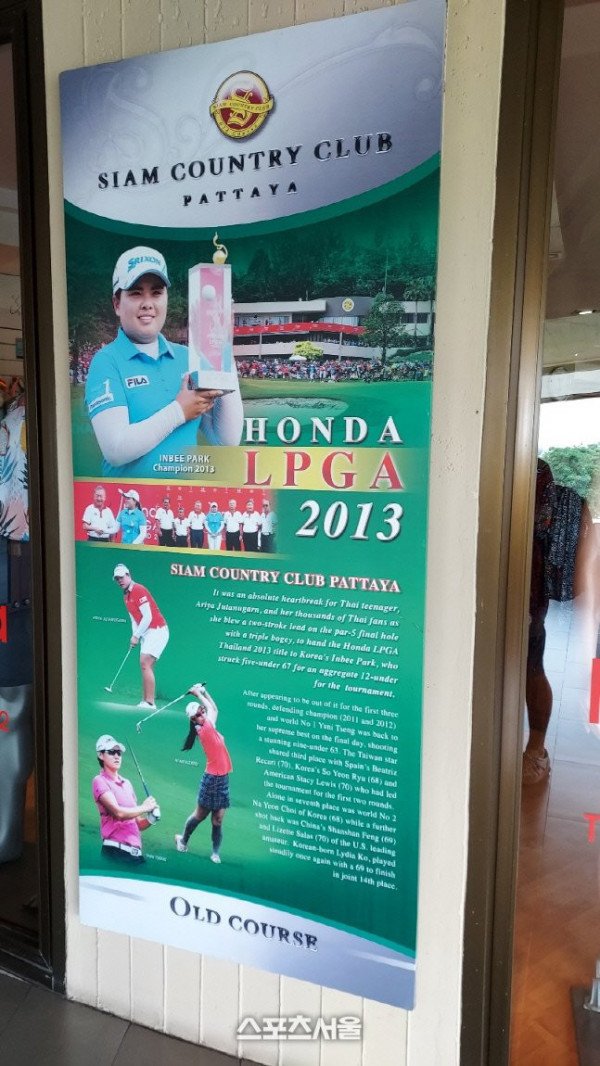 SIAM COUNTRY CLUB
SIAM COUNTRY CLUB
PATTAYA
SRIXON
FILA
Panasonic
INBEE PARK
Champion 2013
HONDA
LPGA
2013
SIAM COUNTRY CLUB PATTAYA
It was an absolute heartbreak for Thai teenager,
Ariya Jutanugarn, and her thousands of Thai fans as
she blew a two-stroke lead on the par-5 final hole
with a triple bogey, to hand the Honda LPGA
Thailand 2013 title to Korea's Inbee Park, who
struck five-under 67 for an aggregate 12-under
for the tournament.
After appearing to be out of it for the first three
rounds, defending champion (2011 and 2012)
and world No 1 Yani Tseng was back to
her supreme best on the final day, shooting
a stunning nine-under 63. The Taiwan star
shared third place with Spain's Beatriz
Recari (70), Korea's So Yeon Ryu (68) and
American Stacy Lewis (70) who had led
the tournament for the first two rounds.
Alone in seventh place was world No 2
Na Yeon Choi of Korea (68) while a further
shot back was China's Shanshan Feng (69)
and Lizette Salas (70) of the U.S. leading
amateur. Korean-born Lydia Ko, played
steadily once again with a 69 to finish
in joint 14th place.
OLD COURSE
스포츠서울